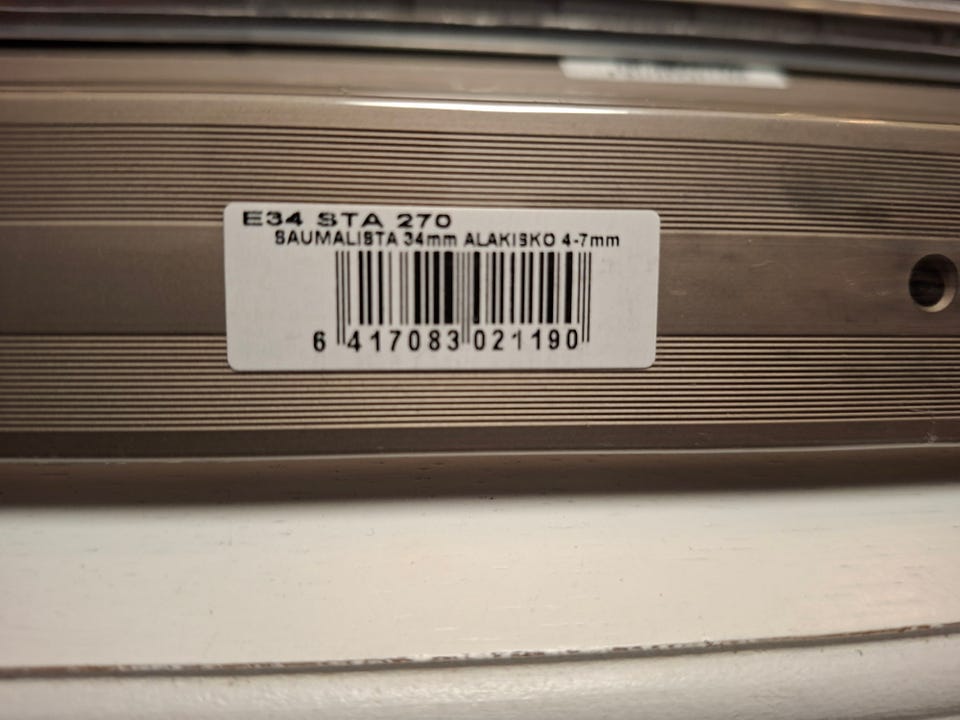 E34 STA 270
SAUMALISTA 34mm ALAKISKO 4-7mm
6 417083 021190